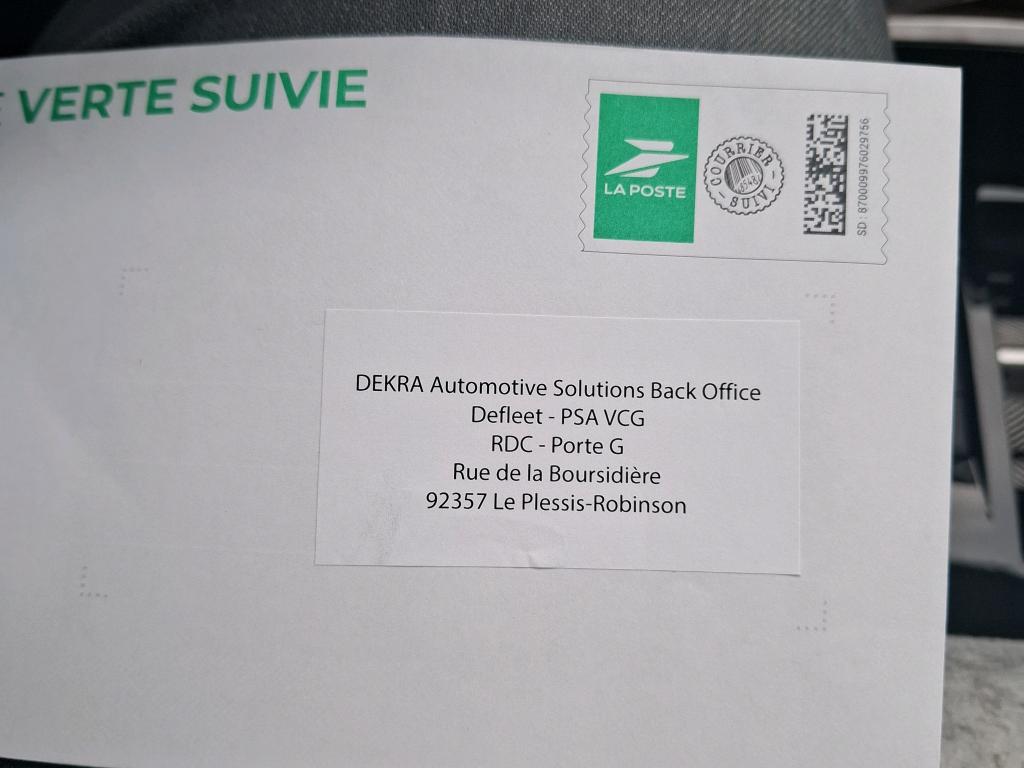 VERTE SUIVIE
LA POSTE
COURRIER
SUIVI
SD : 870009976029756
DEKRA Automotive Solutions Back Office
Defleet - PSA VCG
RDC - Porte G
Rue de la Boursidière
92357 Le Plessis-Robinson